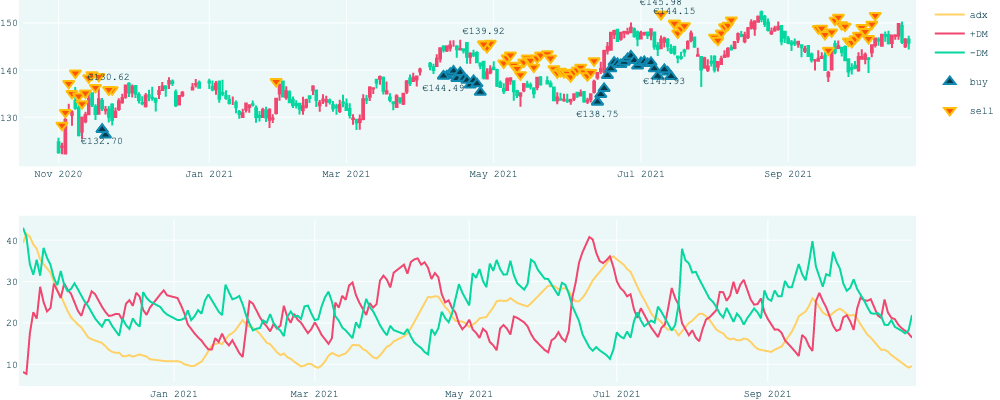 €145.98
€144.15
150
€139.92
140
€130.62
€144.49
€145.93
130
€138.75
€132.70
Nov 2020
Jan 2021
Mar 2021
May 2021
Jul 2021
Sep 2021
adx
+DM
-DM
buy
sell
40
30
20
10
Jan 2021
Mar 2021
May 2021
Jul 2021
Sep 2021